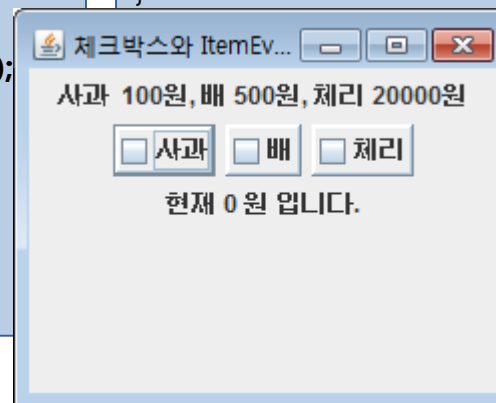 );
체크박스와 ItemEv...
사과 100원, 배 500원, 체리 20000원
사과 배 체리
현재 0 원 입니다.